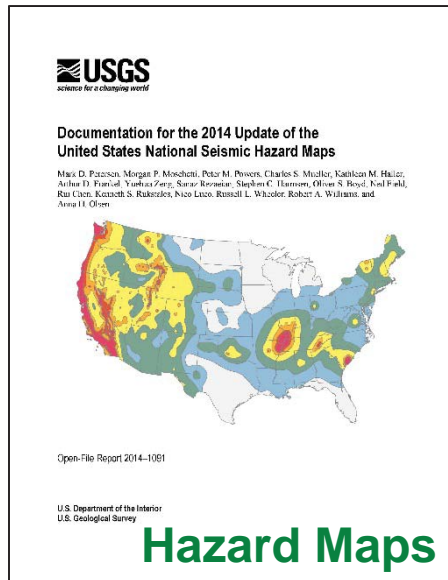 USGS
science for a changing world
Documentation for the 2014 Update of the
United States National Seismic Hazard Maps
Mark D. Petersen, Morgan P. Moschetti, Peter M. Powers, Charles S. Mueller, Kathleen M. Haller,
Arthur D. Frankel, Yuehua Zeng, Sanaz Rezaeian, Stephen C. Harmsen, Oliver S. Boyd, Ned Field,
Rui Chen, Kenneth S. Rukstales, Nico Luco, Russell L. Wheeler, Robert A. Williams, and
Anna H. Olsen
Open-File Report 2014–1091
U.S. Department of the Interior
U.S. Geological Survey
Hazard Maps